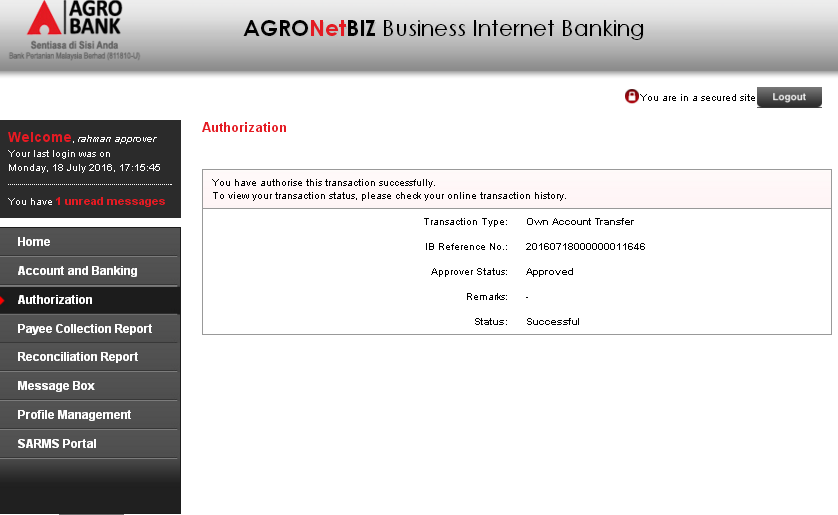 AGRO
BANK
Sentiasa di Sisi Anda
Bank Pertanian Malaysia Berhad (811810-U)
AGRONetBIZ Business Internet Banking
You are in a secured site
Logout
Welcome, rahman approver
Your last login was on
Monday, 18 July 2016, 17:15:45
You have 1 unread messages
Home
Account and Banking
Authorization
Payee Collection Report
Reconciliation Report
Message Box
Profile Management
SARMS Portal
Authorization
You have authorise this transaction successfully.
To view your transaction status, please check your online transaction history.
Transaction Type: Own Account Transfer
IB Reference No.: 20160718000000011646
Approver Status: Approved
Remarks: -
Status: Successful